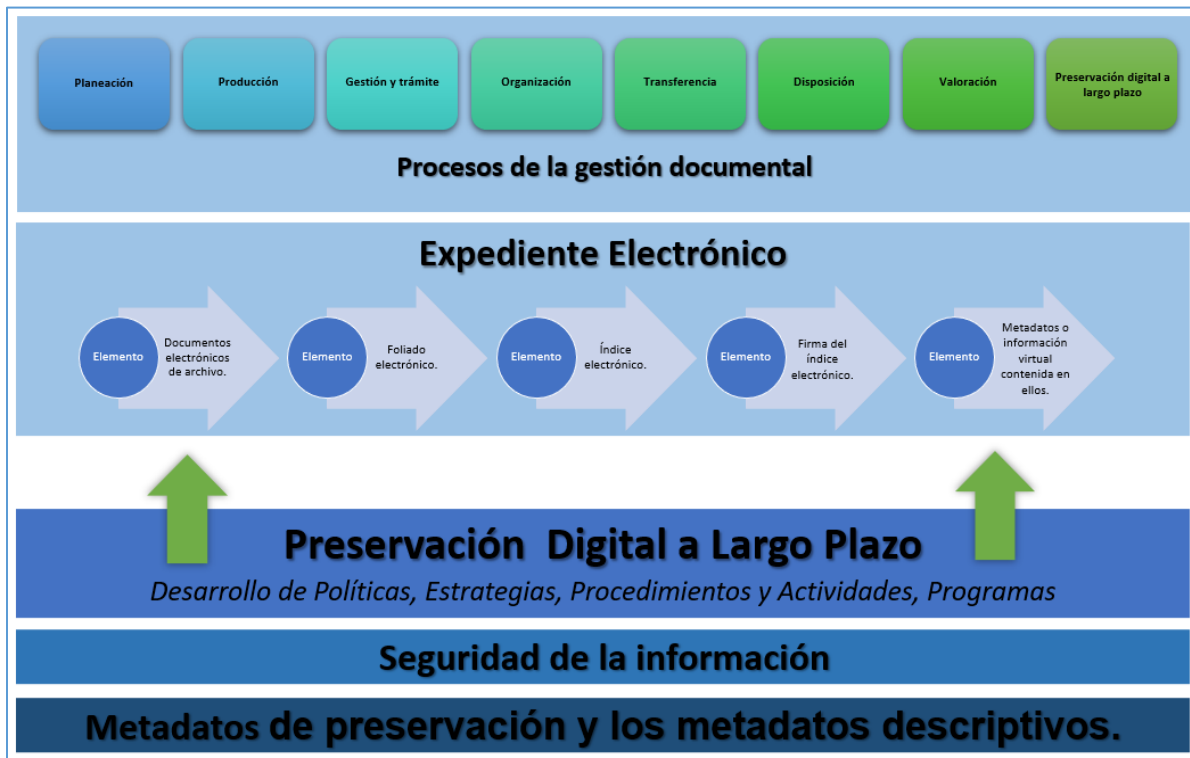 Planeación
Producción
Gestión y trámite
Organización
Transferencia
Disposición
Valoración
Preservación digital a
largo plazo
Procesos de la gestión documental
Expediente Electrónico
Elemento
Documentos
electrónicos
de archivo.
Elemento
Foliado
electrónico.
Elemento
Índice
electrónico.
Elemento
Firma del
índice
electrónico.
Elemento
Metadatos o
información
virtual
contenida en
ellos.
Preservación Digital a Largo Plazo
Desarrollo de Políticas, Estrategias, Procedimientos y Actividades, Programas
Seguridad de la información
Metadatos de preservación y los metadatos descriptivos.